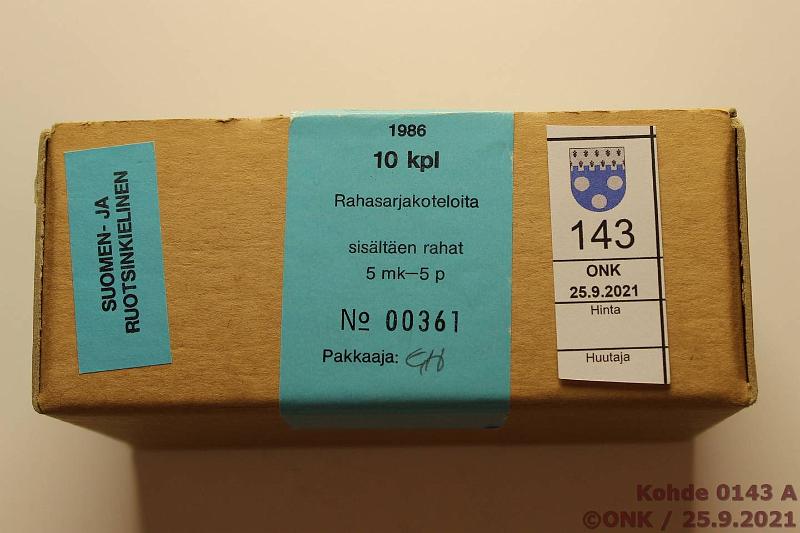 SUOMEN- JA
RUOTSINKIELINEN
1986
10 kpl
Rahasarjakoteloita
sisältäen rahat
5 mk—5 p
№ 00361
Pakkaaja:
143
ONK
25.9.2021
Hinta
Huutaja
Kohde 0143 A
©ONK / 25.9.2021